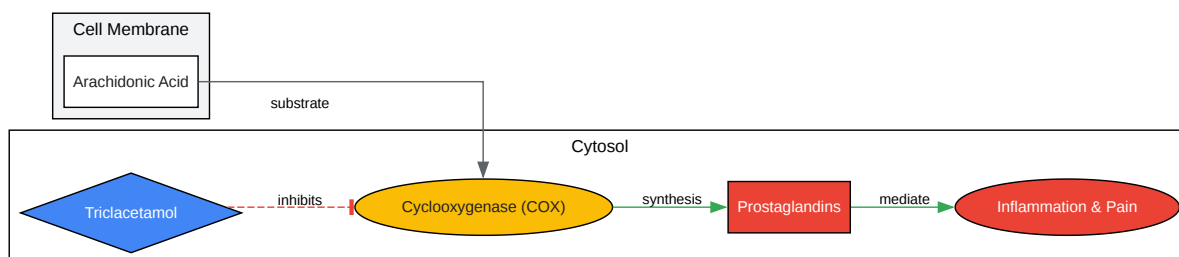 Cell Membrane
Arachidonic Acid
substrate
Cytosol
Triclacetamol
inhibits
Cyclooxygenase (COX)
synthesis
Prostaglandins
mediate
Inflammation & Pain